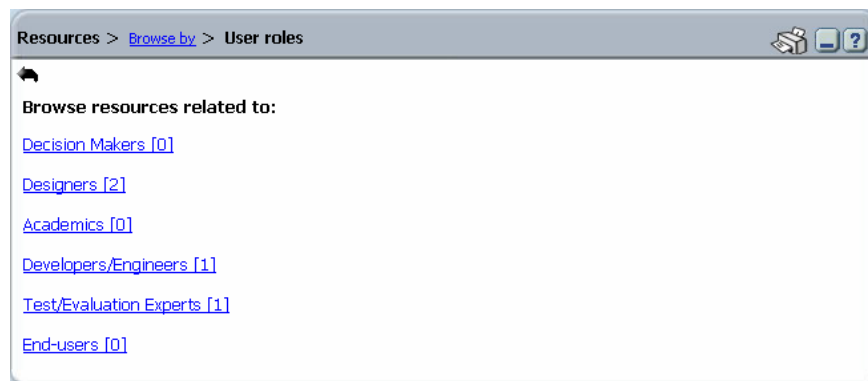 Resources > Browse by > User roles
?
Browse resources related to:
Decision Makers [0]
Designers [2]
Academics [0]
Developers/Engineers [1]
Test/Evaluation Experts [1]
End-users [0]